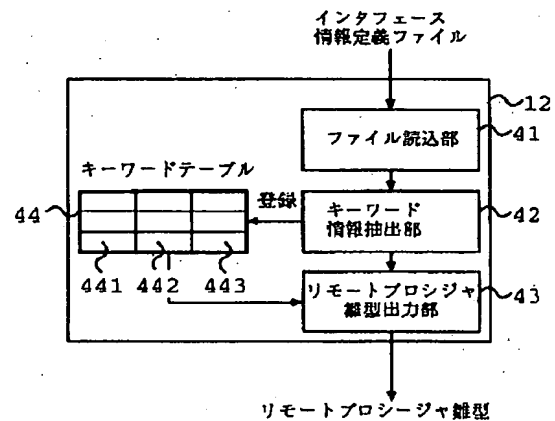 インタフェース
情報定義ファイル
12
ファイル読込部
41
キーワードテーブル
登録
44
キーワード
情報抽出部
42
441 442 443
リモートプロシジャ
雛型出力部
43
リモートプロシージャ雛型